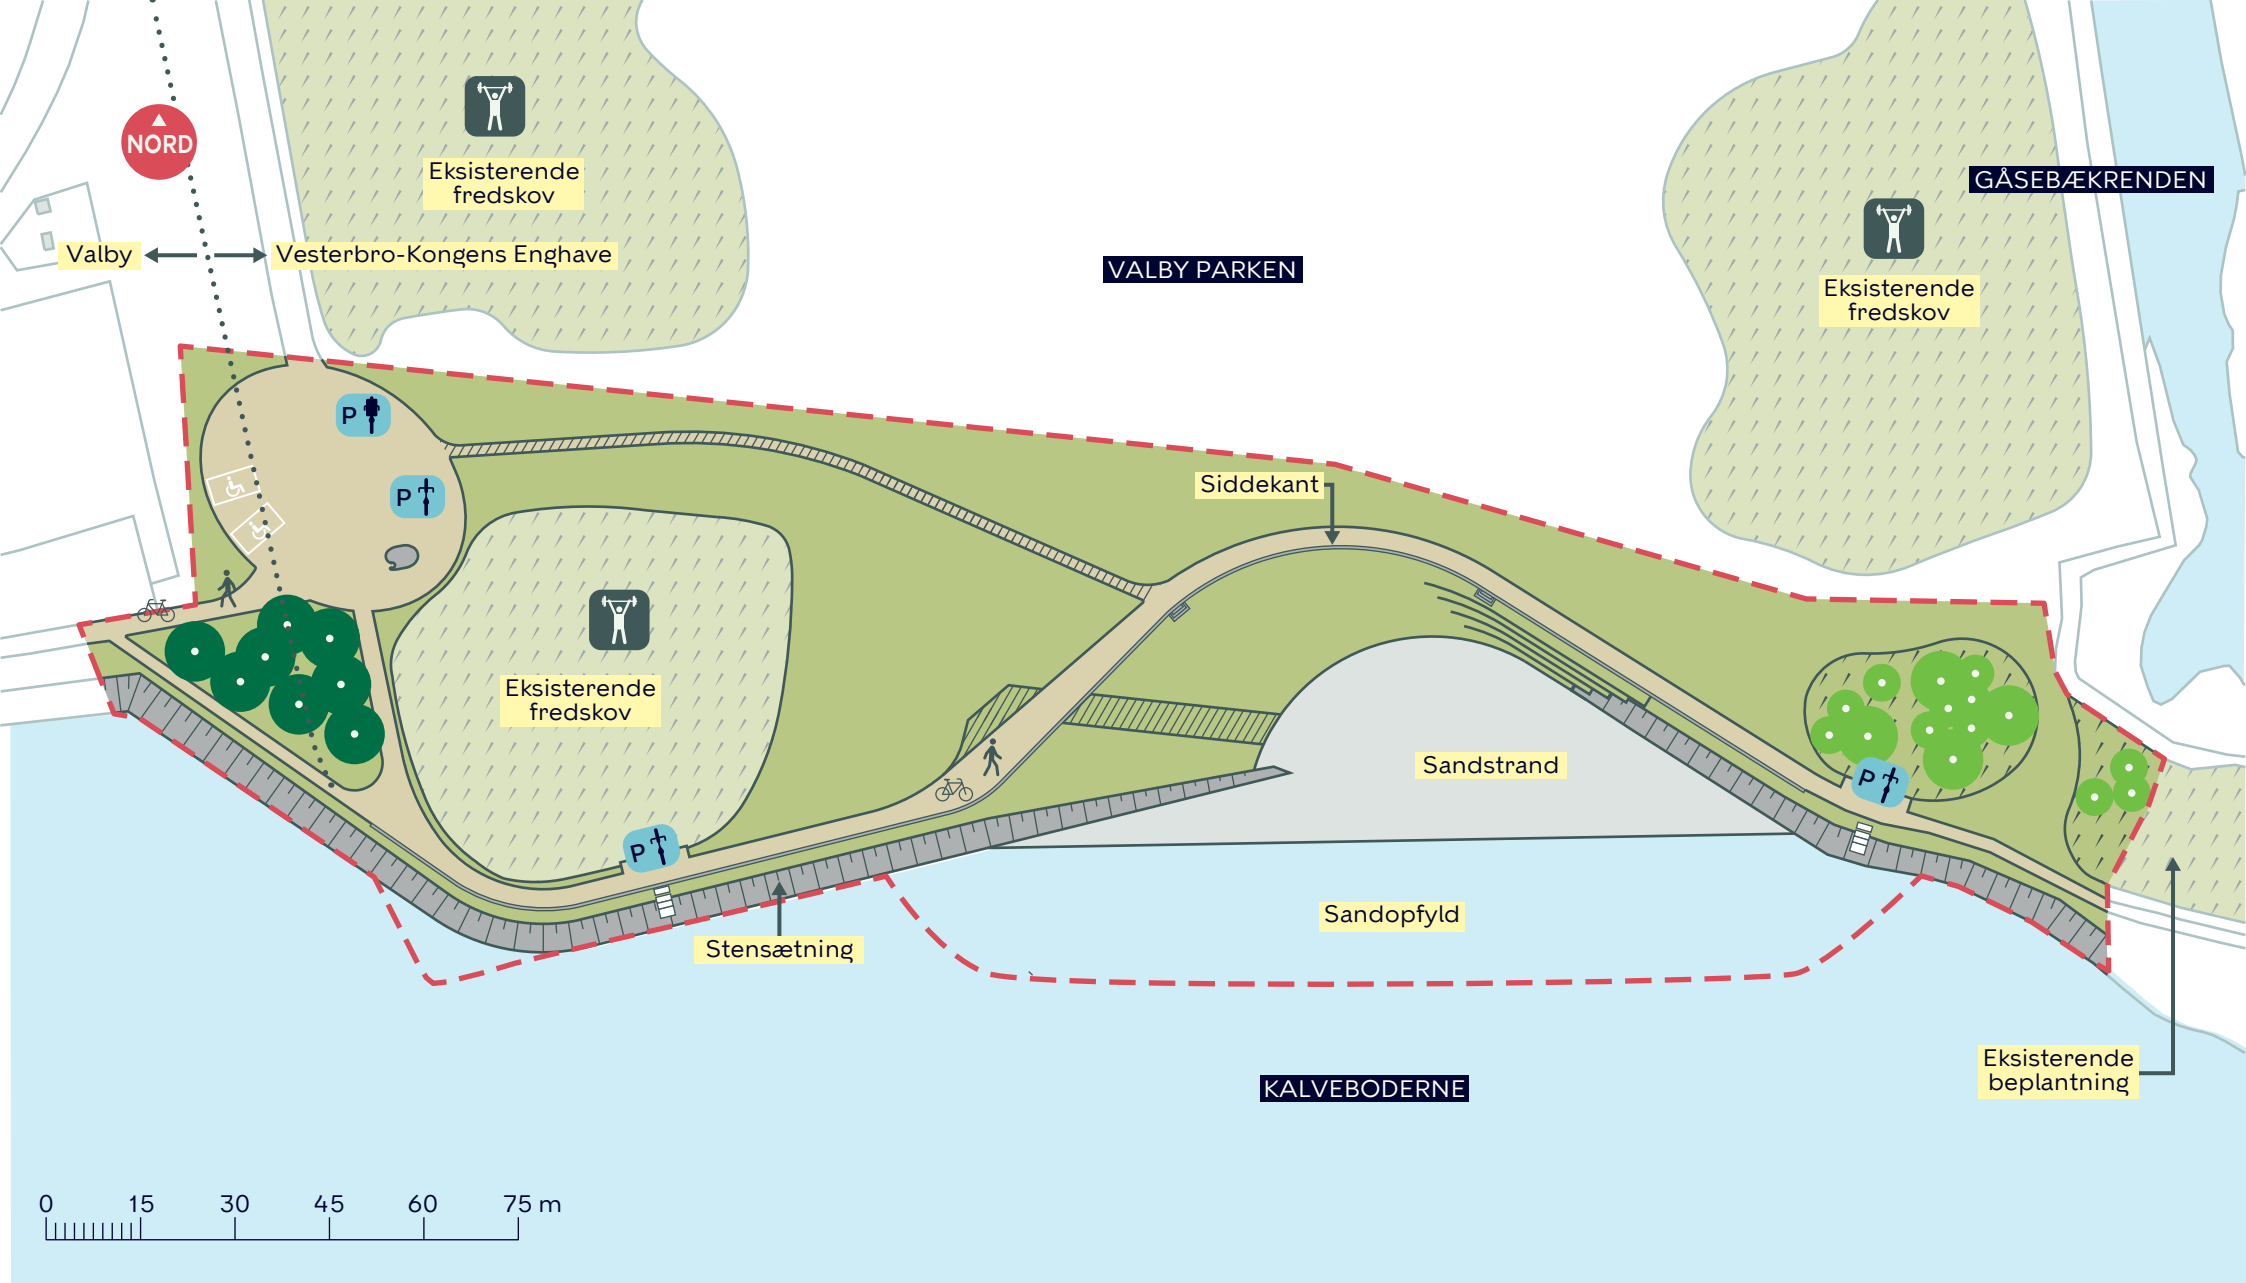 NORD
Eksisterende
fredskov
GÅSEBÆKRENDEN
Valby
Vesterbro-Kongens Enghave
VALBY PARKEN
Eksisterende
fredskov
P
P
Siddekant
Eksisterende
fredskov
Sandstrand
P
P
Sandopfyld
Stensætning
Eksisterende
beplantning
KALVEBODERNE
0 15 30 45 60 75 m